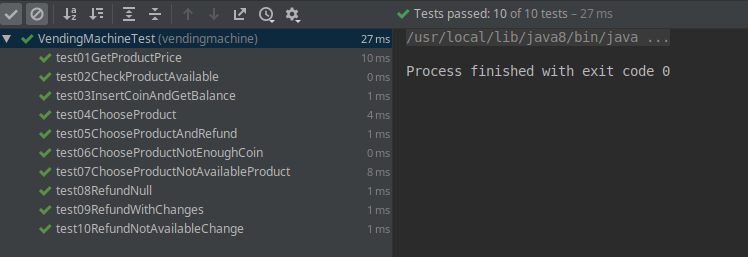 Tests passed: 10 of 10 tests – 27 ms
VendingMachineTest (vendingmachine) 27 ms
test01GetProductPrice 10 ms
test02CheckProductAvailable 0 ms
test03InsertCoinAndGetBalance 1 ms
test04ChooseProduct 4 ms
test05ChooseProductAndRefund 1 ms
test06ChooseProductNotEnoughCoin 0 ms
test07ChooseProductNotAvailableProduct 8 ms
test08RefundNull 1 ms
test09RefundWithChanges 1 ms
test10RefundNotAvailableChange 1 ms
/usr/local/lib/java8/bin/java ...
Process finished with exit code 0